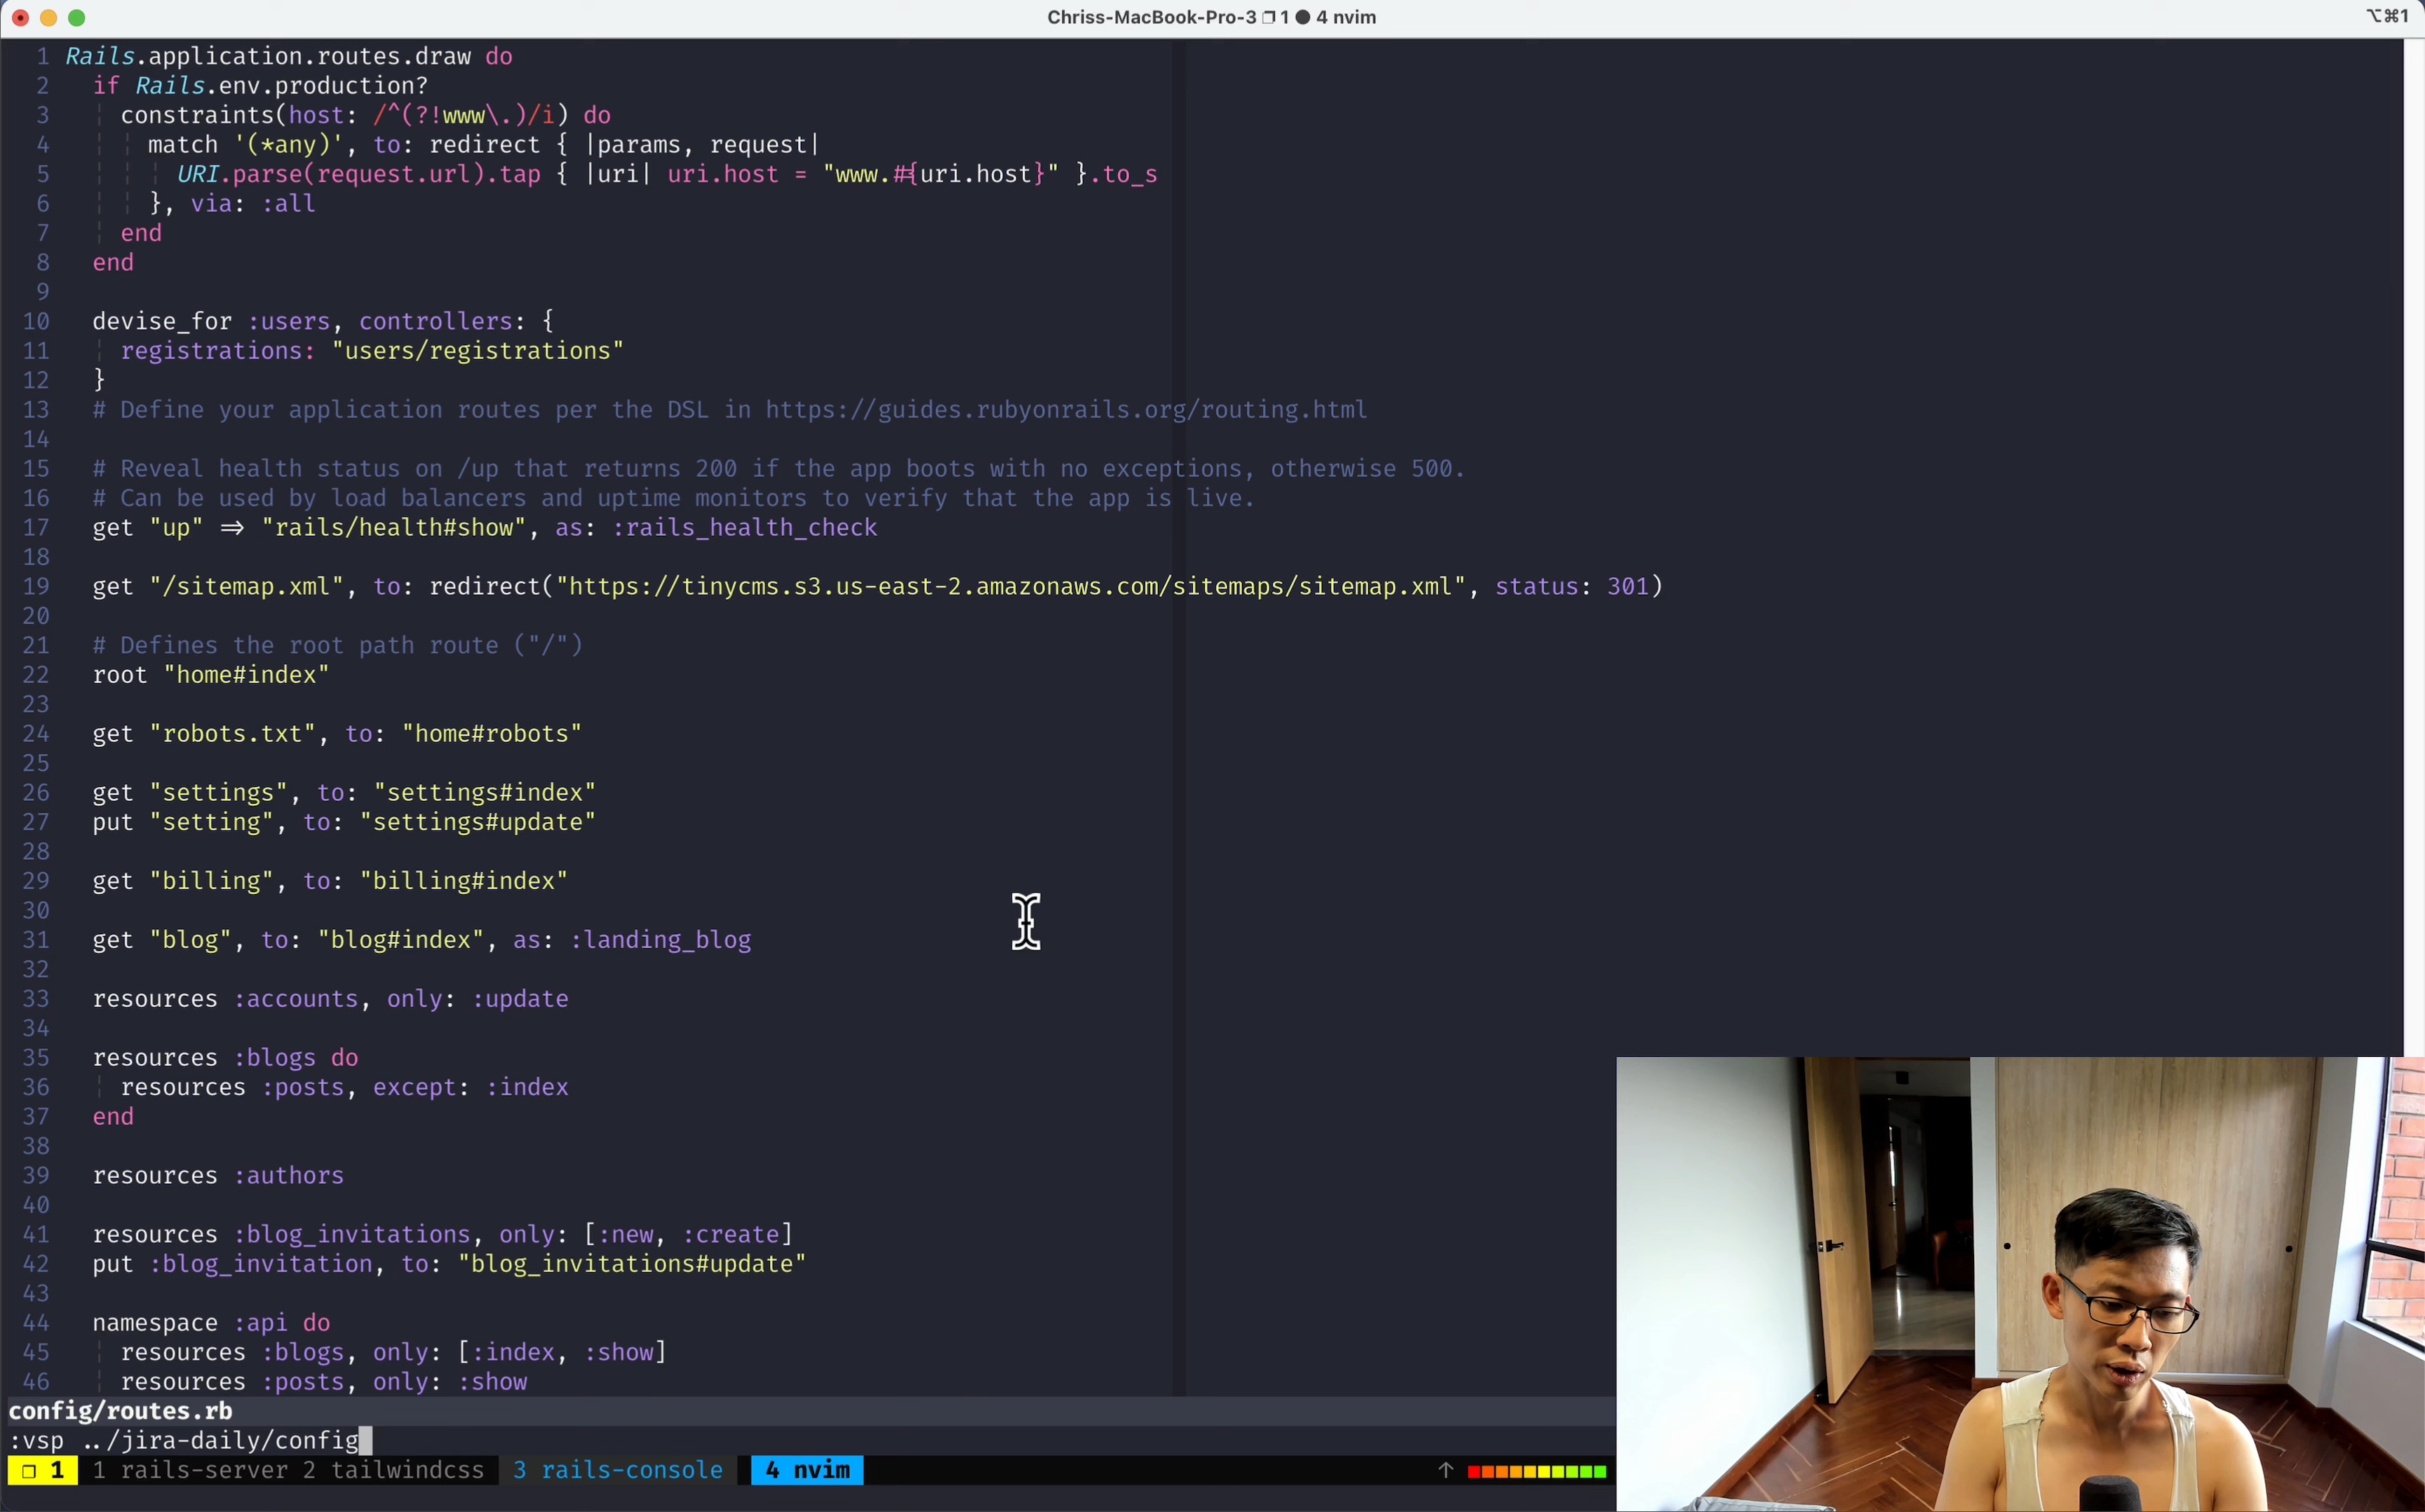 Chriss-MacBook-Pro-3 ❐ 1 ● 4 nvim
⌥⌘1
1 Rails.application.routes.draw do
2   if Rails.env.production?
3     constraints(host: /^(?!www\.)/i) do
4       match '(*any)', to: redirect { |params, request|
5         URI.parse(request.url).tap { |uri| uri.host = "www.#{uri.host}" }.to_s
6       }, via: :all
7     end
8   end
9
10   devise_for :users, controllers: {
11     registrations: "users/registrations"
12   }
13   # Define your application routes per the DSL in https://guides.rubyonrails.org/routing.html
14
15   # Reveal health status on /up that returns 200 if the app boots with no exceptions, otherwise 500.
16   # Can be used by load balancers and uptime monitors to verify that the app is live.
17   get "up" => "rails/health#show", as: :rails_health_check
18
19   get "/sitemap.xml", to: redirect("https://tinycms.s3.us-east-2.amazonaws.com/sitemaps/sitemap.xml", status: 301)
20
21   # Defines the root path route ("/")
22   root "home#index"
23
24   get "robots.txt", to: "home#robots"
25
26   get "settings", to: "settings#index"
27   put "setting", to: "settings#update"
28
29   get "billing", to: "billing#index"
30
31   get "blog", to: "blog#index", as: :landing_blog
32
33   resources :accounts, only: :update
34
35   resources :blogs do
36     resources :posts, except: :index
37   end
38
39   resources :authors
40
41   resources :blog_invitations, only: [:new, :create]
42   put :blog_invitation, to: "blog_invitations#update"
43
44   namespace :api do
45     resources :blogs, only: [:index, :show]
46     resources :posts, only: :show
config/routes.rb
:vsp ../jira-daily/config
❐ 1 1 rails-server 2 tailwindcss 3 rails-console 4 nvim ↑